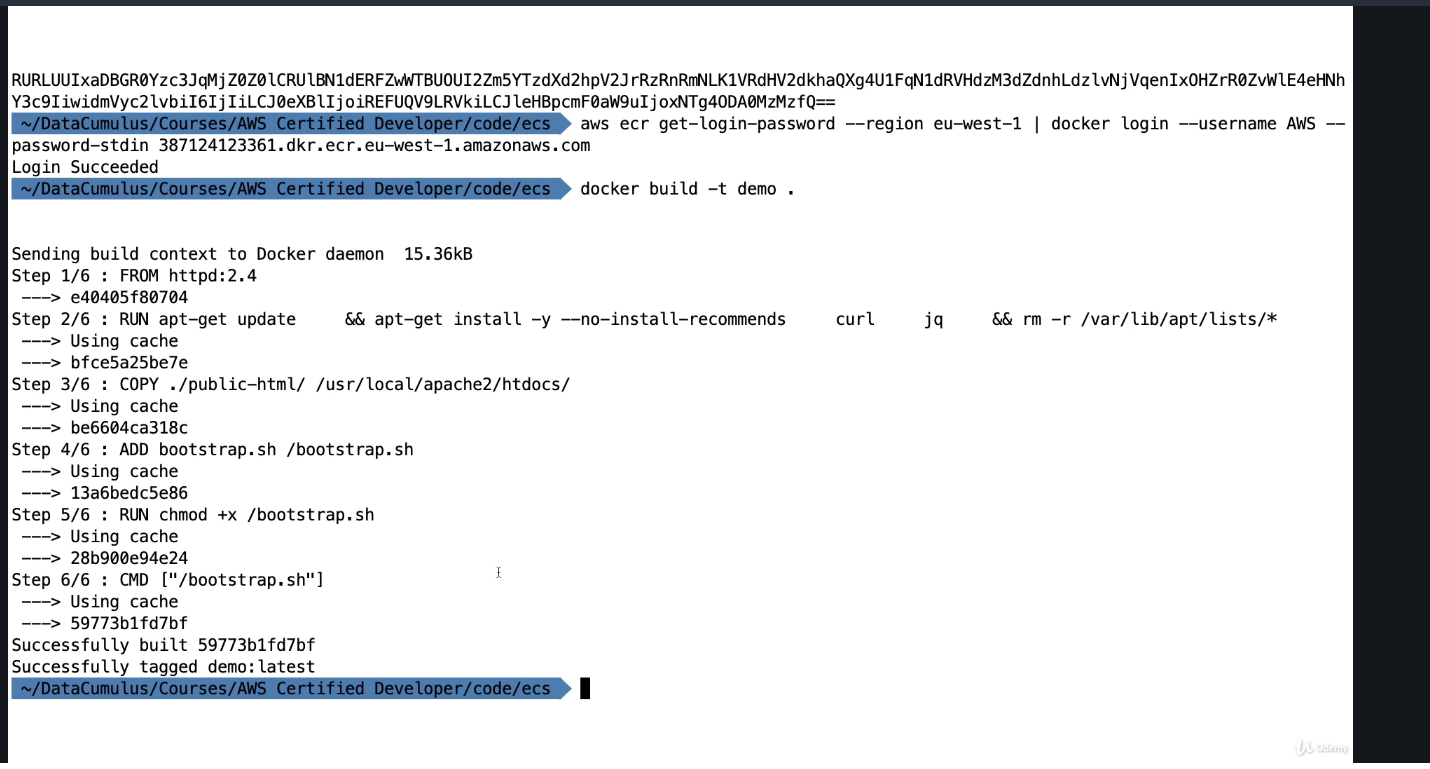 RURLUUIxaDBGR0Yzc3JqMjZ0Z0lCRUlBN1dERFZwWTBUOUI2Zm5YTzdXd2hpV2JrRzRnRmNLK1VRdHV2dkhaQXg4U1FqN1dRVHdzM3dZdnhLdzlvNjVqenIxOHZrR0ZvWlE4eHNh
Y3c9IiwidmVyc2lvbiI6IjIiLCJ0eXBlIjoiREFUQV9LRVkiLCJleHBpcmF0aW9uIjoxNTg4ODA0MzMzfQ==
~/DataCumulus/Courses/AWS Certified Developer/code/ecs aws ecr get-login-password --region eu-west-1 | docker login --username AWS --
password-stdin 387124123361.dkr.ecr.eu-west-1.amazonaws.com
Login Succeeded
~/DataCumulus/Courses/AWS Certified Developer/code/ecs docker build -t demo .
Sending build context to Docker daemon  15.36kB
Step 1/6 : FROM httpd:2.4
---> e40405f80704
Step 2/6 : RUN apt-get update     && apt-get install -y --no-install-recommends     curl     jq     && rm -r /var/lib/apt/lists/*
---> Using cache
---> bfce5a25be7e
Step 3/6 : COPY ./public-html/ /usr/local/apache2/htdocs/
---> Using cache
---> be6604ca318c
Step 4/6 : ADD bootstrap.sh /bootstrap.sh
---> Using cache
---> 13a6bedc5e86
Step 5/6 : RUN chmod +x /bootstrap.sh
---> Using cache
---> 28b900e94e24
Step 6/6 : CMD ["/bootstrap.sh"]
---> Using cache
---> 59773b1fd7bf
Successfully built 59773b1fd7bf
Successfully tagged demo:latest
~/DataCumulus/Courses/AWS Certified Developer/code/ecs
Udemy